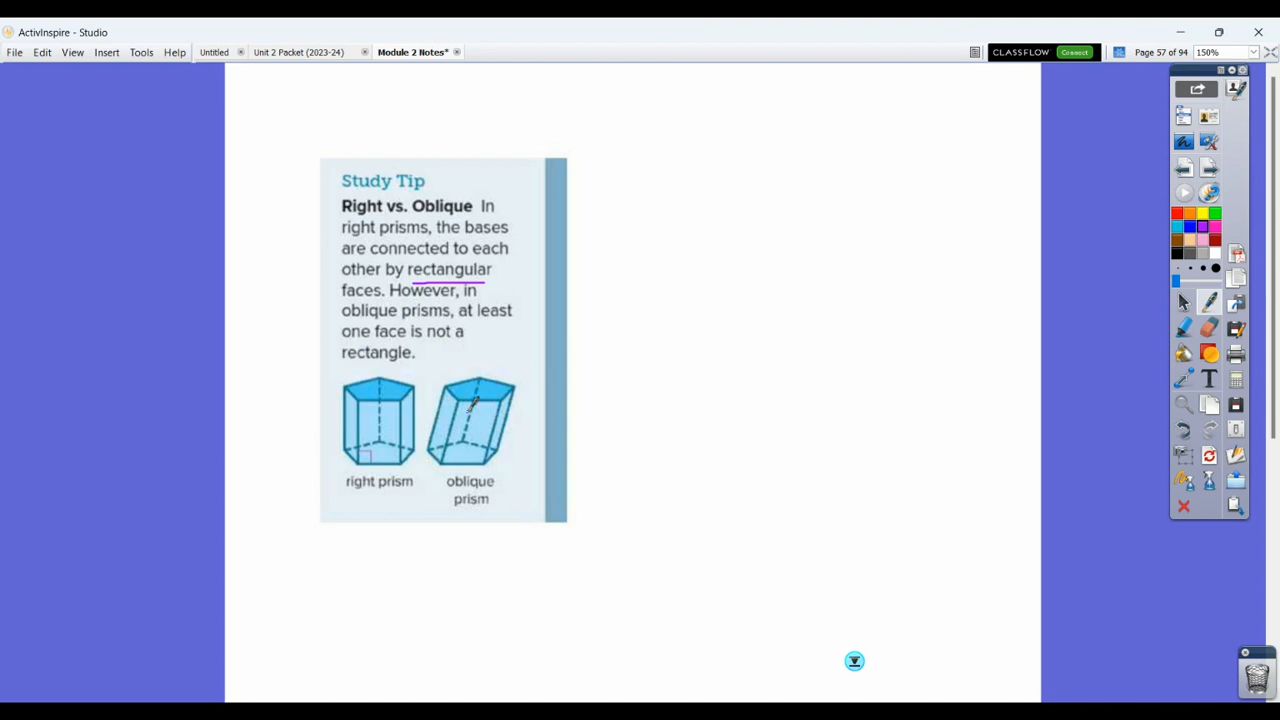 ActivInspire - Studio
File Edit View Insert Tools Help
Untitled
Unit 2 Packet (2023-24)
Module 2 Notes*
CLASSFLOW Connect
Page 57 of 94
150%
Study Tip
Right vs. Oblique In
right prisms, the bases
are connected to each
other by rectangular
faces. However, in
oblique prisms, at least
one face is not a
rectangle.
right prism
oblique
prism